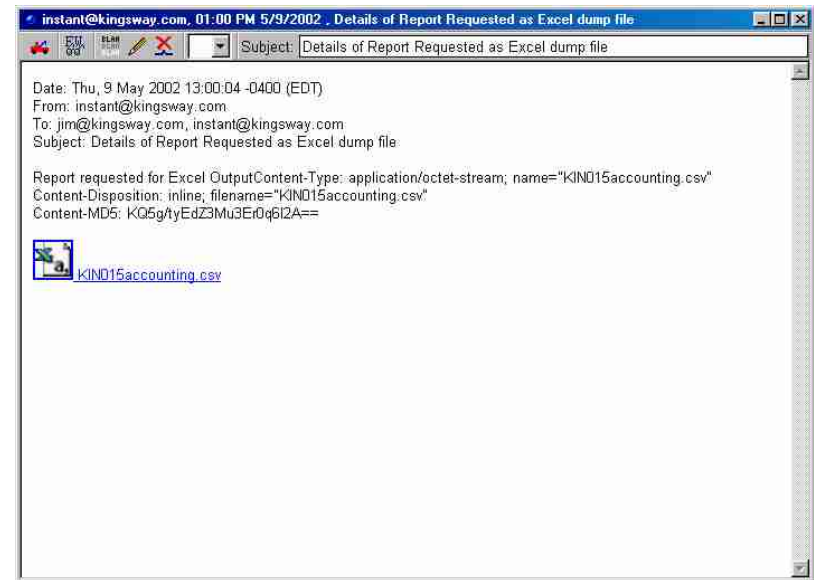 instant@kingsway.com, 01:00 PM 5/9/2002 , Details of Report Requested as Excel dump file
BLAH BLAH BLAH Subject: Details of Report Requested as Excel dump file
Date: Thu, 9 May 2002 13:00:04 -0400 (EDT)
From: instant@kingsway.com
To: jim@kingsway.com, instant@kingsway.com
Subject: Details of Report Requested as Excel dump file
Report requested for Excel OutputContent-Type: application/octet-stream; name="KIN015accounting.csv"
Content-Disposition: inline; filename="KIN015accounting.csv"
Content-MD5: KQ5g/tyEdZ3Mu3Er0q6I2A==
a,
KIN015accounting.csv